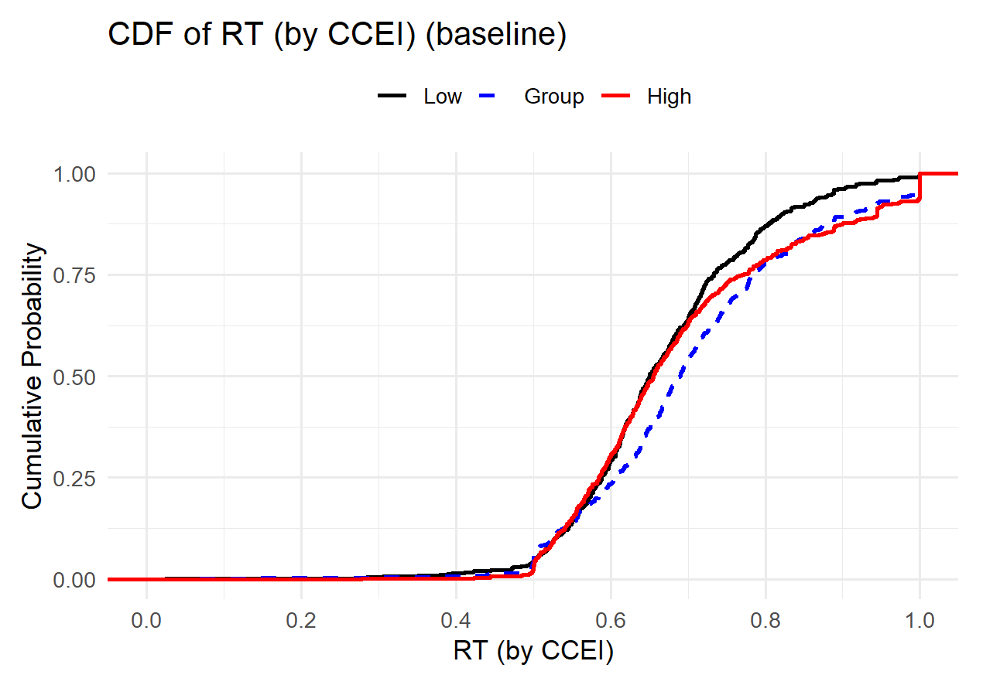 CDF of RT (by CCEI) (baseline)
Low Group High
1.00
0.75
0.50
0.25
0.00
Cumulative Probability
0.0 0.2 0.4 0.6 0.8 1.0
RT (by CCEI)